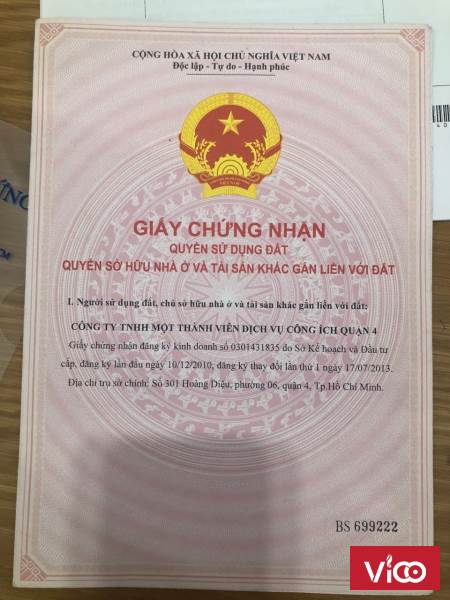 CỘNG HÒA XÃ HỘI CHỦ NGHĨA VIỆT NAM
Độc lập - Tự do - Hạnh phúc
GIẤY CHỨNG NHẬN
QUYỀN SỬ DỤNG ĐẤT
QUYỀN SỞ HỮU NHÀ Ở VÀ TÀI SẢN KHÁC GẮN LIỀN VỚI ĐẤT
I. Người sử dụng đất, chủ sở hữu nhà ở và tài sản khác gắn liền với đất:
CÔNG TY TNHH MỘT THÀNH VIÊN DỊCH VỤ CÔNG ÍCH QUẬN 4
Giấy chứng nhận đăng ký kinh doanh số 0301431835 do Sở Kế hoạch và Đầu tư
cấp, đăng ký lần đầu ngày 10/12/2010, đăng ký thay đổi lần thứ 1 ngày 17/07/2013.
Địa chỉ trụ sở chính: Số 301 Hoàng Diệu, phường 06, quận 4, Tp.Hồ Chí Minh.
BS 699222
VICO